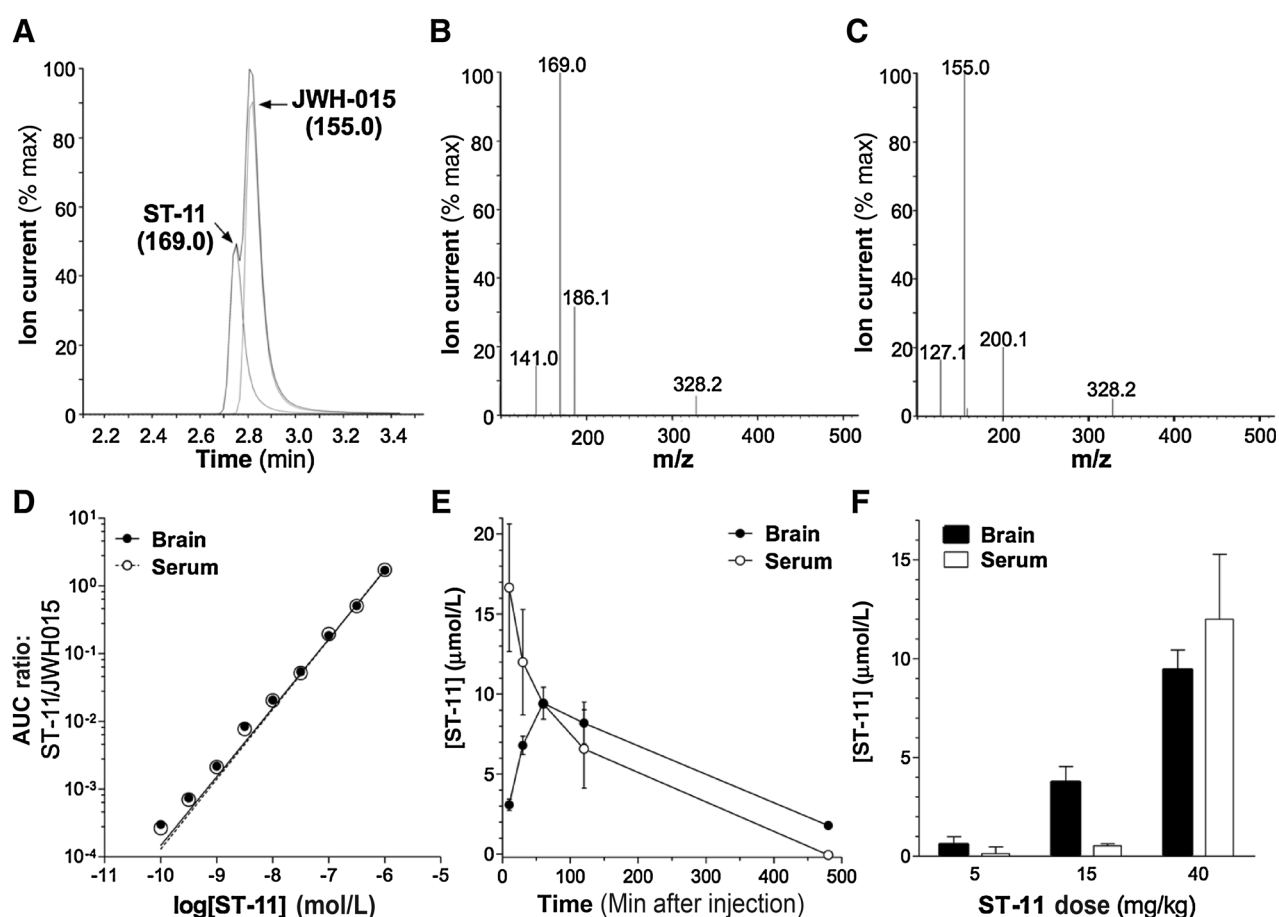 A
Ion current (% max)
100
80
60
40
20
0
JWH-015
(155.0)
ST-11
(169.0)
2.2 2.4 2.6 2.8 3.0 3.2 3.4
Time (min)
B
Ion current (% max)
100
80
60
40
20
0
169.0
186.1
141.0
328.2
200 300 400 500
m/z
C
Ion current (% max)
100
80
60
40
20
0
155.0
127.1
200.1
328.2
200 300 400 500
m/z
D
AUC ratio:
ST-11/JWH015
10¹
10⁰
10⁻¹
10⁻²
10⁻³
10⁻⁴
Brain
Serum
-11 -10 -9 -8 -7 -6 -5
log[ST-11] (mol/L)
E
[ST-11] (µmol/L)
20
15
10
5
0
Brain
Serum
0 100 200 300 400 500
Time (Min after injection)
F
[ST-11] (µmol/L)
15
10
5
0
Brain
Serum
5 15 40
ST-11 dose (mg/kg)